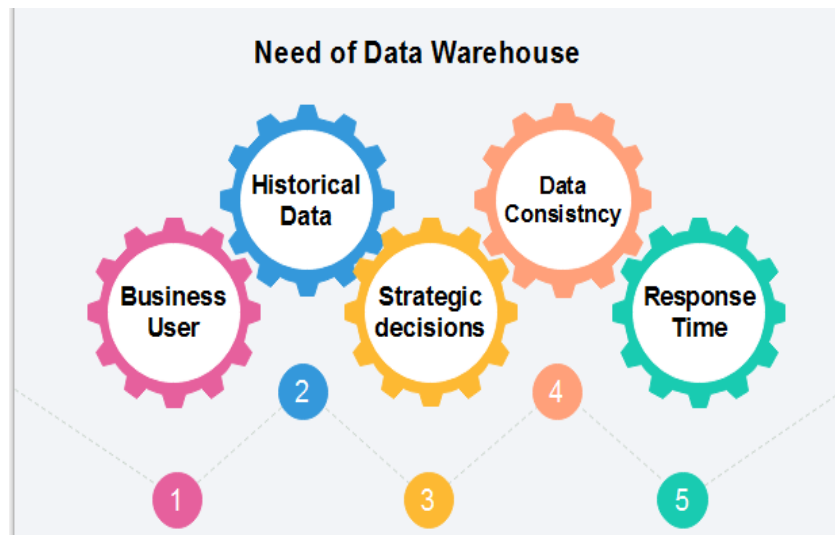 Need of Data Warehouse
Historical
Data
Data
Consistncy
Business
User
Strategic
decisions
Response
Time
2
4
1
3
5